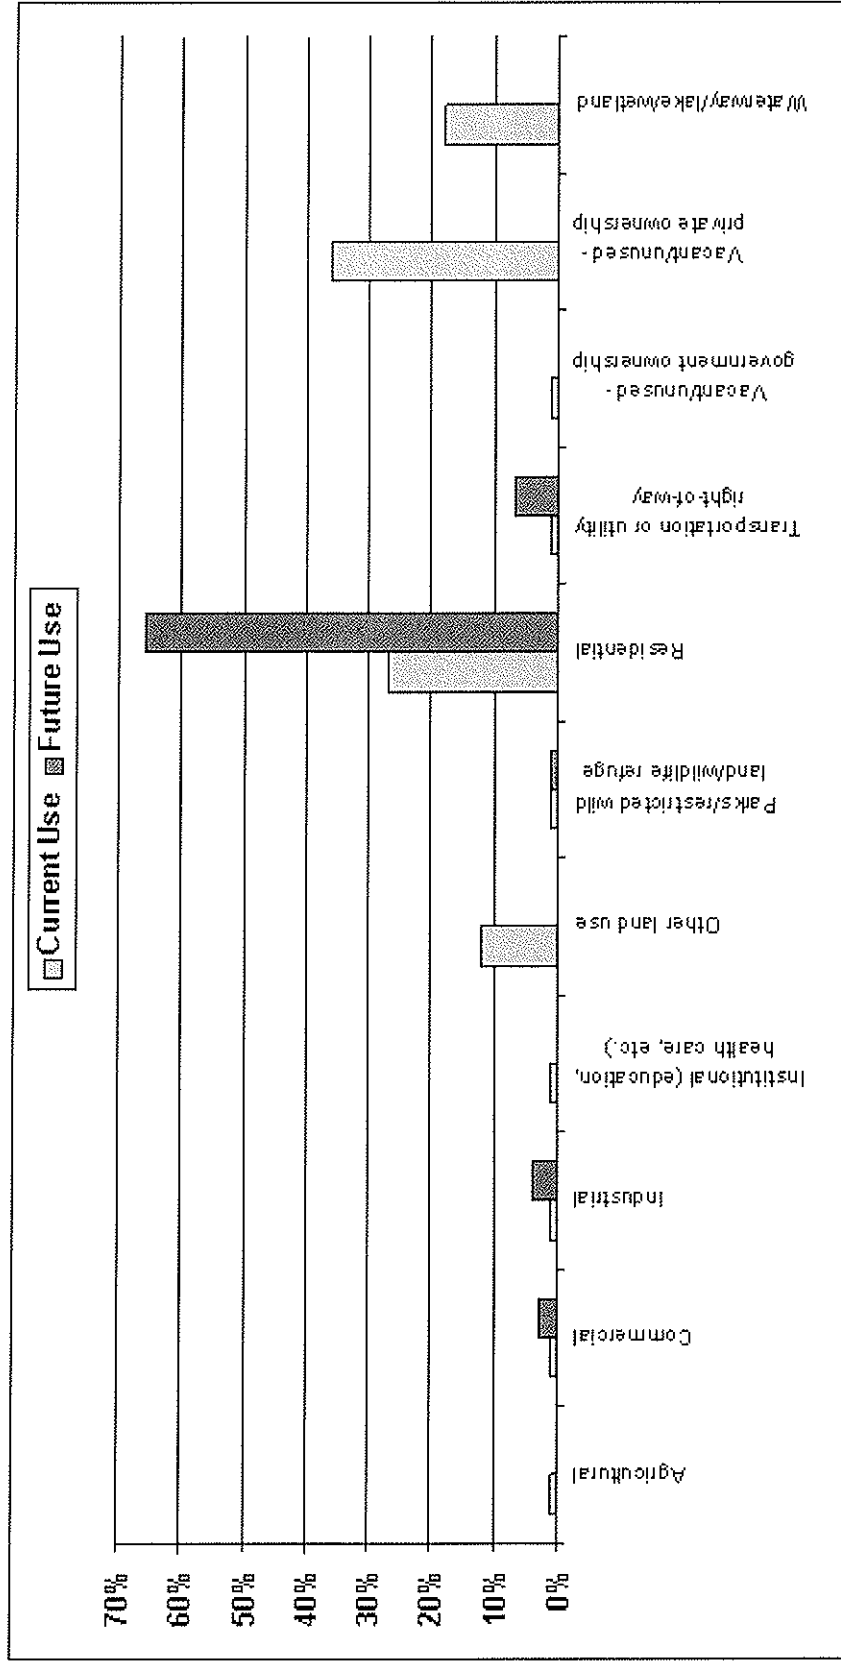 Current Use Future Use
70%
60%
50%
40%
30%
20%
10%
0%
Agricultural
Commercial
Industrial
Institutional (education,
health care, etc.)
Other land use
Parks/restricted wild
land/wildlife refuge
Residential
Transportation or utility
right-of-way
Vacant/unused -
government ownership
Vacant/unused -
private ownership
Waterway/lake/wetland